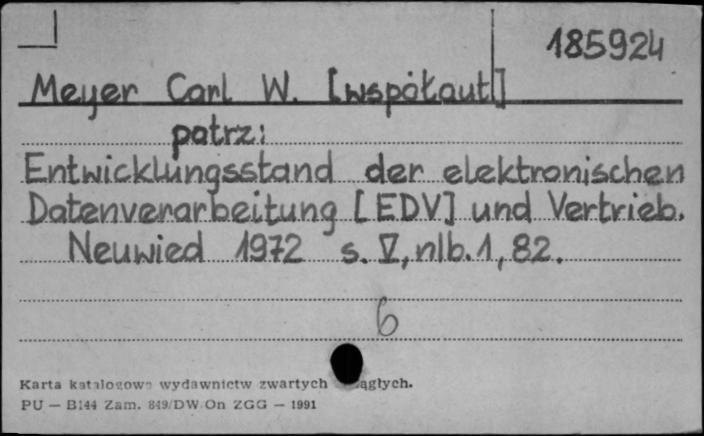 185924
Meyer Carl W. [współaut]
patrz:
Entwicklungsstand der elektronischen
Datenverarbeitung [EDV] und Vertrieb.
Neuwied 1972 s. V, nlb. 1, 82.
6
Karta katalogowa wydawnictw zwartych ągłych.
PU — B144 Zam. 849/DW On ZGG — 1991